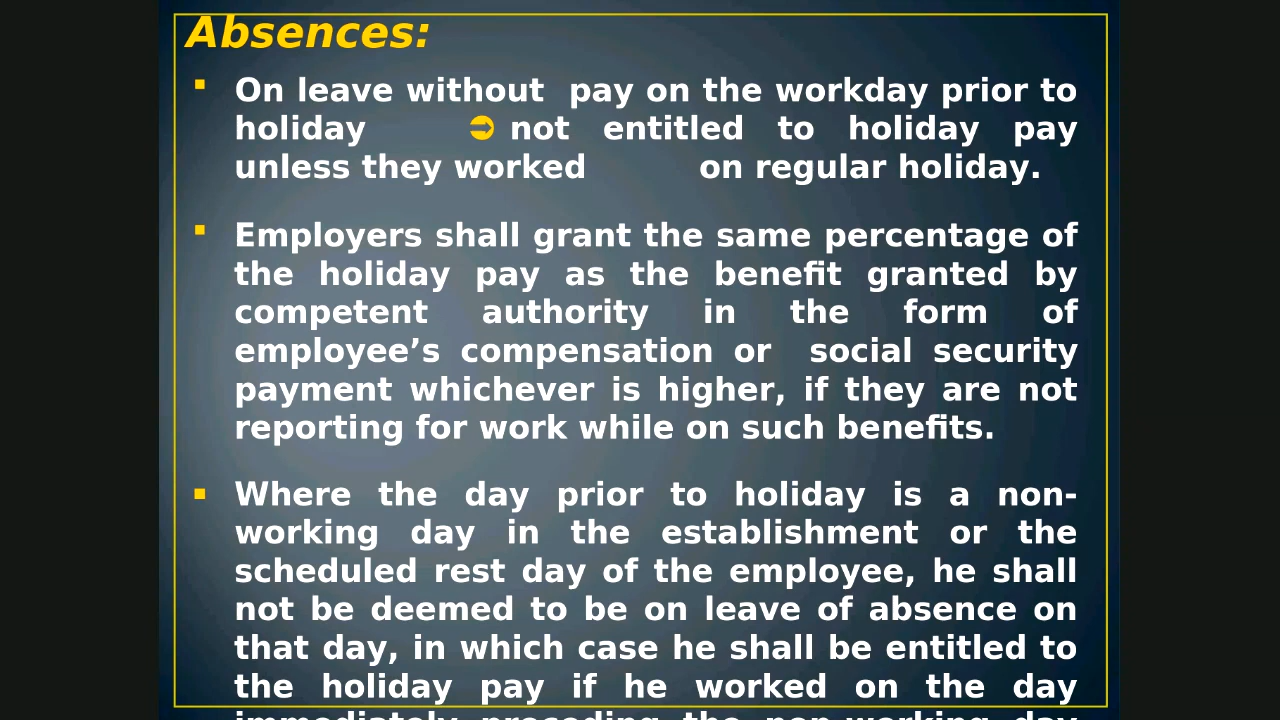 Absences:
▪ On leave without pay on the workday prior to
holiday ➲ not entitled to holiday pay
unless they worked on regular holiday.
▪ Employers shall grant the same percentage of
the holiday pay as the benefit granted by
competent authority in the form of
employee’s compensation or social security
payment whichever is higher, if they are not
reporting for work while on such benefits.
▪ Where the day prior to holiday is a non-
working day in the establishment or the
scheduled rest day of the employee, he shall
not be deemed to be on leave of absence on
that day, in which case he shall be entitled to
the holiday pay if he worked on the day
immediately preceding the non-working day